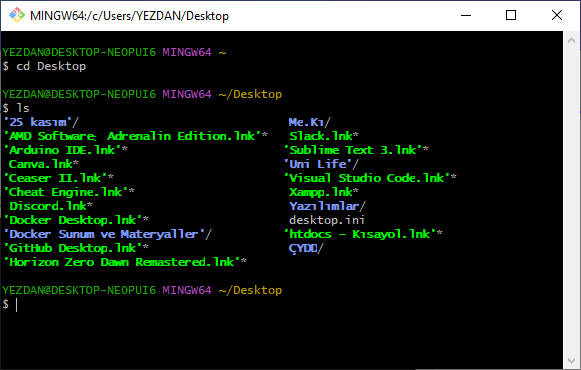 MINGW64:/c/Users/YEZDAN/Desktop
YEZDAN@DESKTOP-NEOPUI6 MINGW64 ~
$ cd Desktop
YEZDAN@DESKTOP-NEOPUI6 MINGW64 ~/Desktop
$ ls
'25 kasım'/ Me.Kı/
'AMD Software： Adrenalin Edition.lnk'* Slack.lnk*
'Arduino IDE.lnk'* 'Sublime Text 3.lnk'*
Canva.lnk* 'Uni Life'/
'Ceaser II.lnk'* 'Visual Studio Code.lnk'*
'Cheat Engine.lnk'* Xampp.lnk*
Discord.lnk* Yazılımlar/
'Docker Desktop.lnk'* desktop.ini
'Docker Sunum ve Materyaller'/ 'htdocs - Kısayol.lnk'*
'GitHub Desktop.lnk'* ÇYDD/
'Horizon Zero Dawn Remastered.lnk'*
YEZDAN@DESKTOP-NEOPUI6 MINGW64 ~/Desktop
$